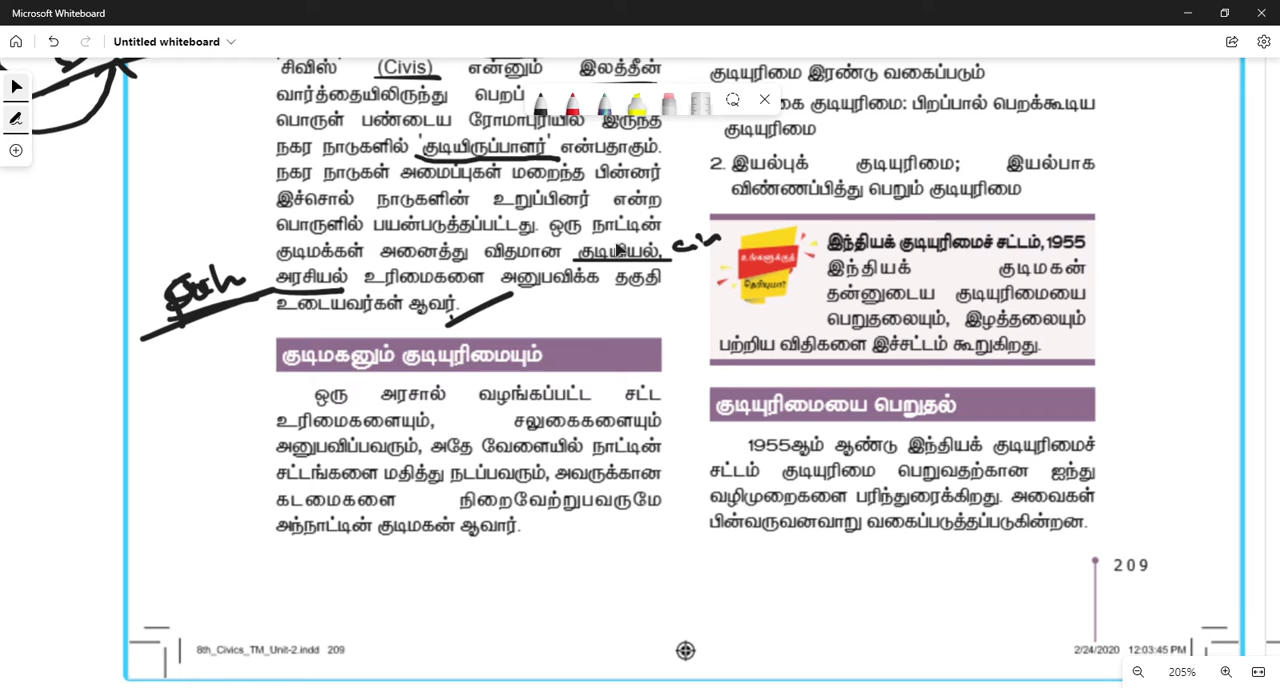 Microsoft Whiteboard
Untitled whiteboard
'சிவிஸ்' (Civis) என்னும் இலத்தீன்
வார்த்தையிலிருந்து
பொருள் பண்டைய ரோமாபுரியில் இருந்த
நகர நாடுகளில் 'குடியிருப்பாளர்' என்பதாகும்.
நகர நாடுகள் அமைப்புகள் மறைந்த பின்னர்
இச்சொல் நாடுகளின் உறுப்பினர் என்ற
பொருளில் பயன்படுத்தப்பட்டது. ஒரு நாட்டின்
குடிமக்கள் அனைத்து விதமான குடியியல்,
அரசியல் உரிமைகளை அனுபவிக்க தகுதி
உடையவர்கள் ஆவர்.
குடிமகனும் குடியுரிமையும்
ஒரு அரசால் வழங்கப்பட்ட சட்ட
உரிமைகளையும், சலுகைகளையும்
அனுபவிப்பவரும், அதே வேளையில் நாட்டின்
சட்டங்களை மதித்து நடப்பவரும், அவருக்கான
கடமைகளை நிறைவேற்றுபவருமே
அந்நாட்டின் குடிமகன் ஆவார்.
குடியுரிமை இரண்டு வகைப்படும்
குடியுரிமை: பிறப்பால் பெறக்கூடிய
குடியுரிமை
2. இயல்புக் குடியுரிமை; இயல்பாக
விண்ணப்பித்து பெறும் குடியுரிமை
உங்களுக்குத்
தெரியுமா?
இந்தியக் குடியுரிமைச் சட்டம், 1955
இந்தியக் குடிமகன்
தன்னுடைய குடியுரிமையை
பெறுதலையும், இழத்தலையும்
பற்றிய விதிகளை இச்சட்டம் கூறுகிறது.
குடியுரிமையை பெறுதல்
1955ஆம் ஆண்டு இந்தியக் குடியுரிமைச்
சட்டம் குடியுரிமை பெறுவதற்கான ஐந்து
வழிமுறைகளை பரிந்துரைக்கிறது. அவைகள்
பின்வருவனவாறு வகைப்படுத்தப்படுகின்றன.
209
8th_Civics_TM_Unit-2.indd 209
2/24/2020 12:03:45 PM
205%